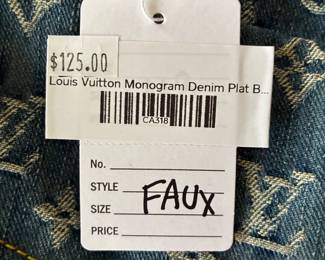 $125.00
Louis Vuitton Monogram Denim Plat B...
CA318
No.
STYLE
SIZE
FAUX
PRICE